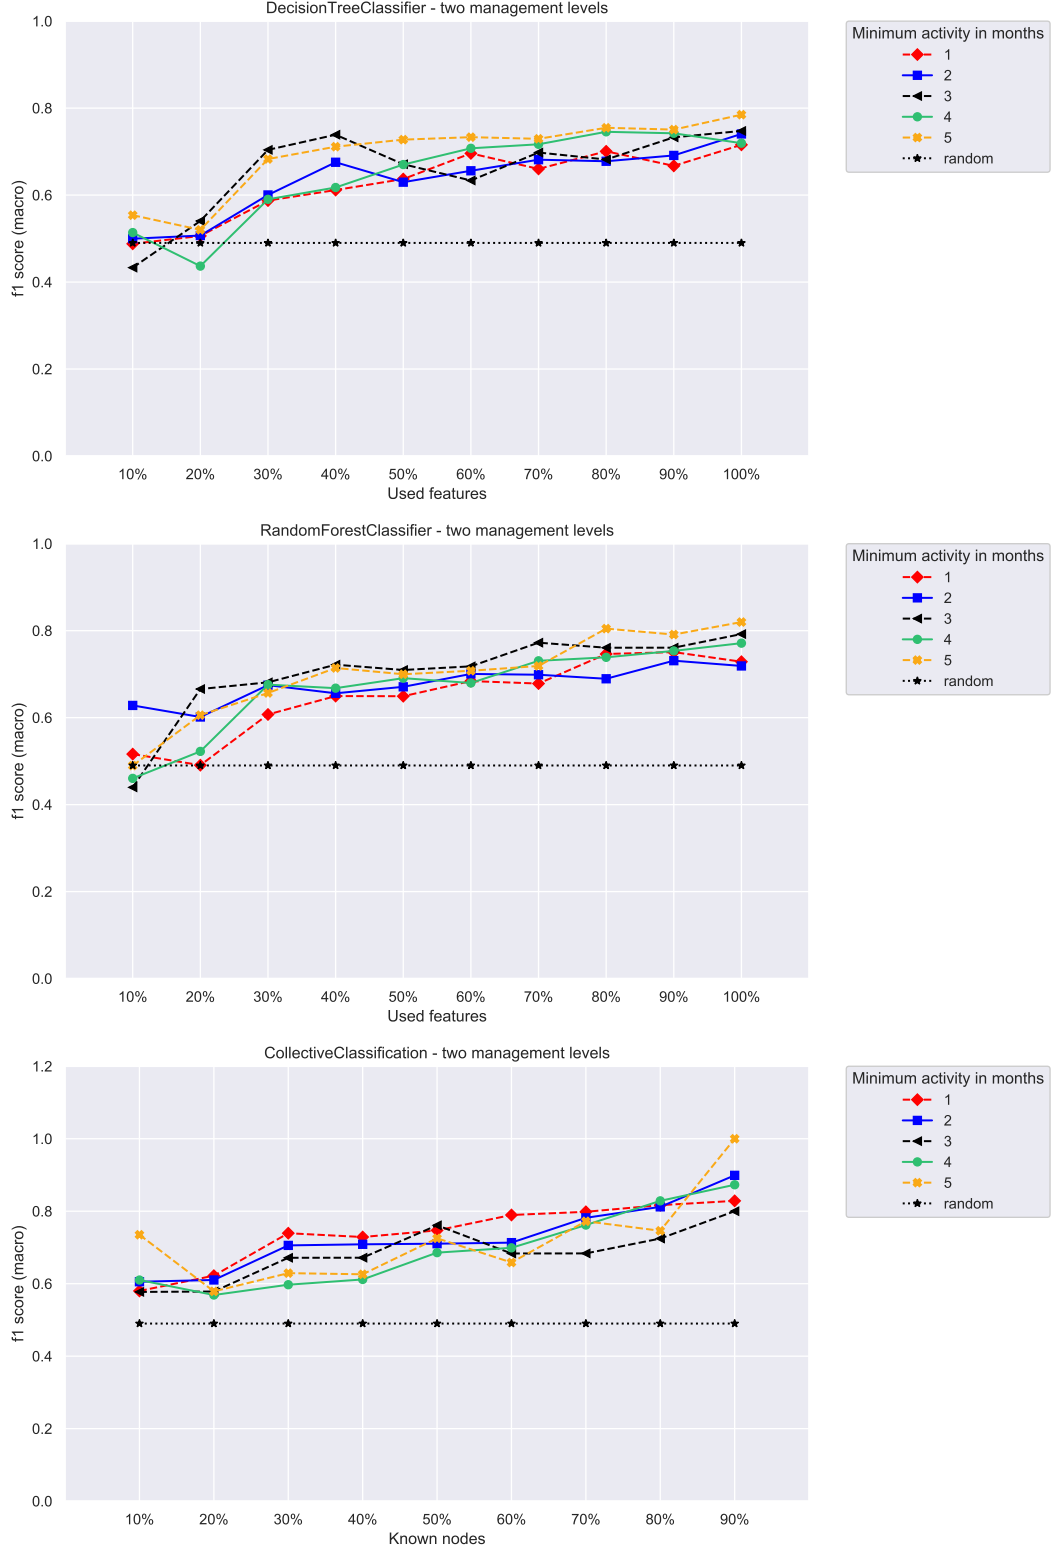 DecisionTreeClassifier - two management levels
1.0
0.8
0.6
0.4
0.2
0.0
f1 score (macro)
10% 20% 30% 40% 50% 60% 70% 80% 90% 100%
Used features
Minimum activity in months
1
2
3
4
5
random
RandomForestClassifier - two management levels
1.0
0.8
0.6
0.4
0.2
0.0
f1 score (macro)
10% 20% 30% 40% 50% 60% 70% 80% 90% 100%
Used features
Minimum activity in months
1
2
3
4
5
random
CollectiveClassification - two management levels
1.2
1.0
0.8
0.6
0.4
0.2
0.0
f1 score (macro)
10% 20% 30% 40% 50% 60% 70% 80% 90%
Known nodes
Minimum activity in months
1
2
3
4
5
random